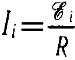 I_i = ℰ_i / R